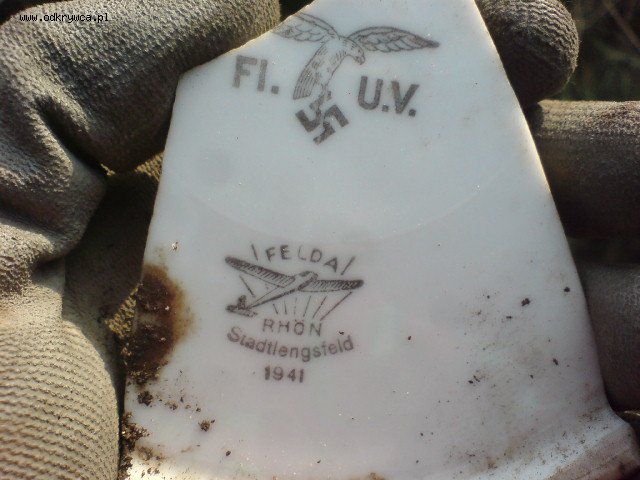 www.odkrywca.pl
Fl. U.V.
FELDA
RHÖN
Stadtlengsfeld
1941